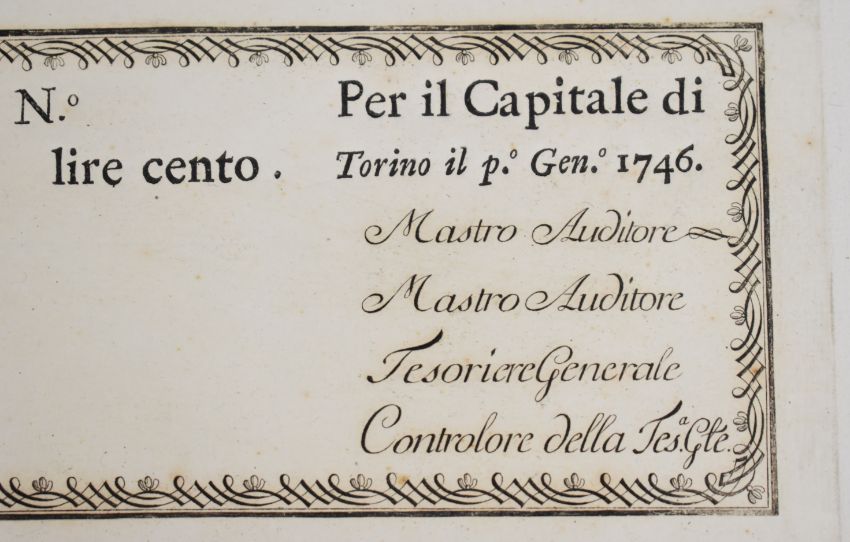 N.º Per il Capitale di
lire cento . Torino il p.º Gen.º 1746.
Mastro Auditore
Mastro Auditore
Tesoriere Generale
Controlore della Tes.ª Gle.